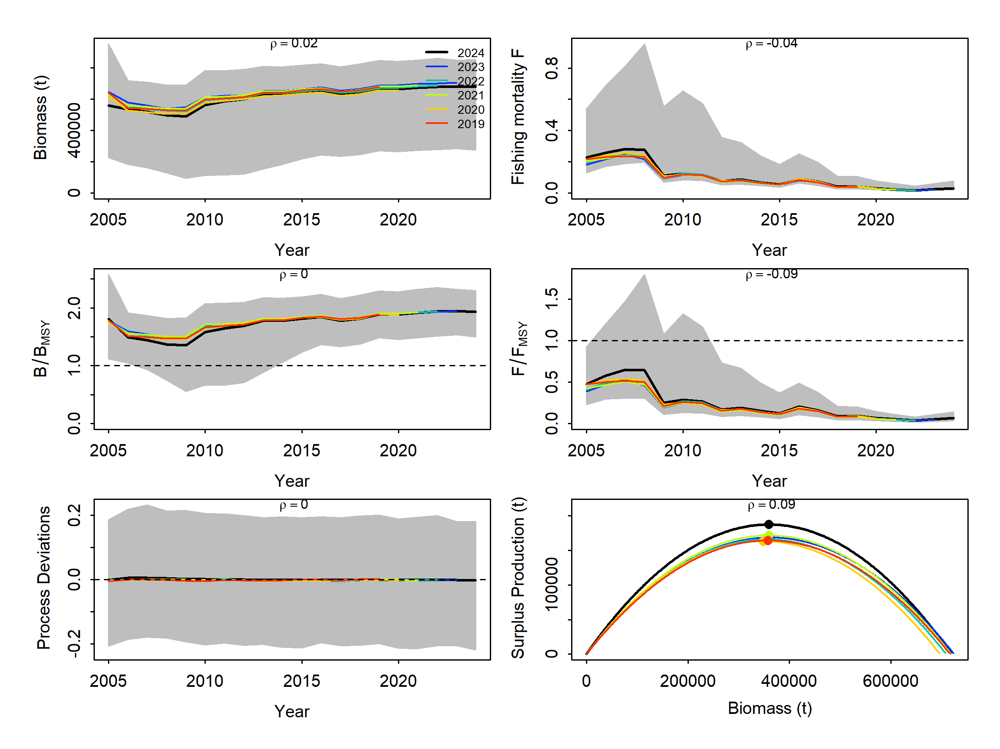 ρ = 0.02
2024
2023
2022
2021
2020
2019
Biomass (t)
0
400000
2005 2010 2015 2020
Year
ρ = -0.04
Fishing mortality F
0.0 0.4 0.8
2005 2010 2015 2020
Year
ρ = 0
B/BMSY
0.0 1.0 2.0
2005 2010 2015 2020
Year
ρ = -0.09
F/FMSY
0.0 0.5 1.0 1.5
2005 2010 2015 2020
Year
ρ = 0
Process Deviations
-0.2 0.0 0.2
2005 2010 2015 2020
Year
ρ = 0.09
Surplus Production (t)
0 100000
0 200000 400000 600000
Biomass (t)